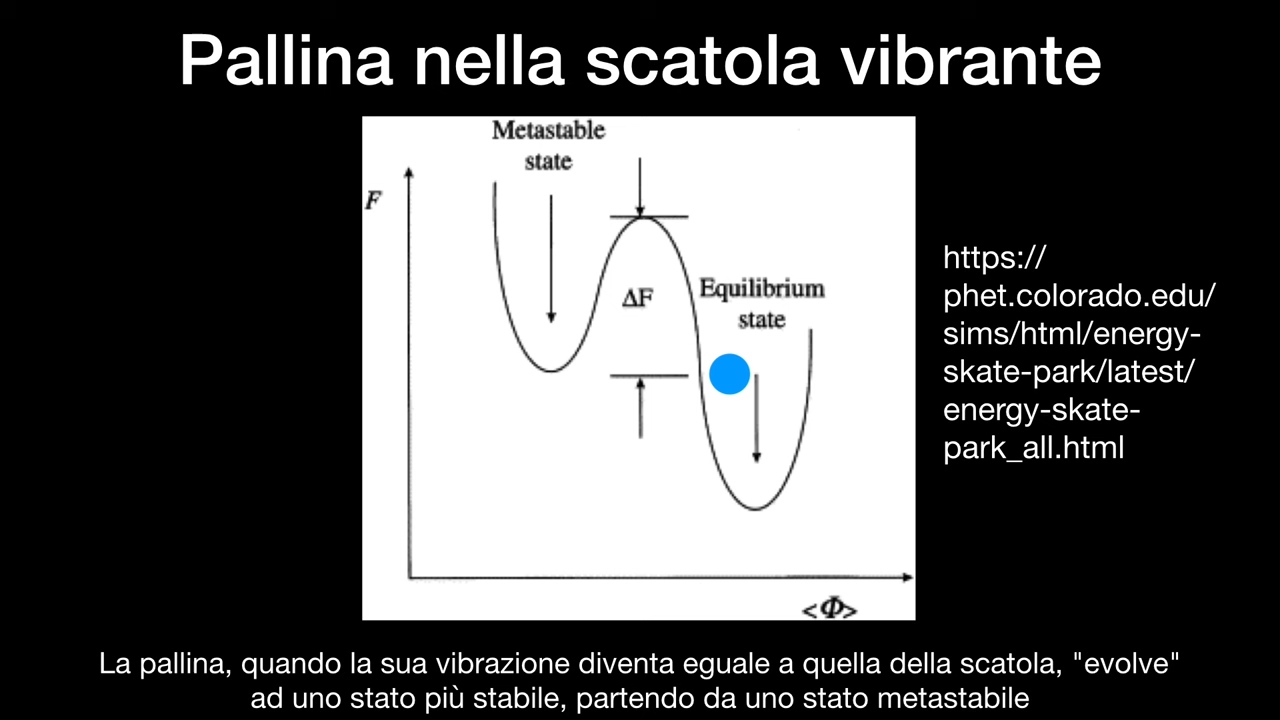 Pallina nella scatola vibrante
Metastable
state
F
ΔF
Equilibrium
state
<Φ>
https://
phet.colorado.edu/
sims/html/energy-
skate-park/latest/
energy-skate-
park_all.html
La pallina, quando la sua vibrazione diventa eguale a quella della scatola, "evolve"
ad uno stato più stabile, partendo da uno stato metastabile